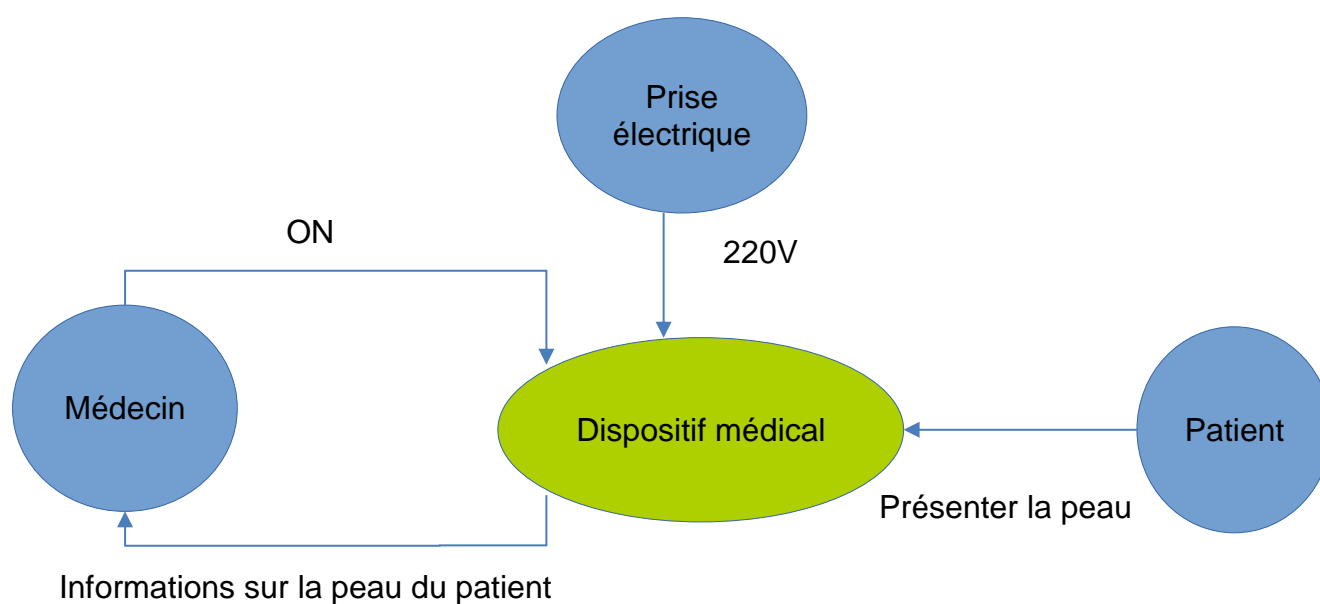 Prise
électrique
ON
220V
Médecin
Dispositif médical
Patient
Présenter la peau
Informations sur la peau du patient